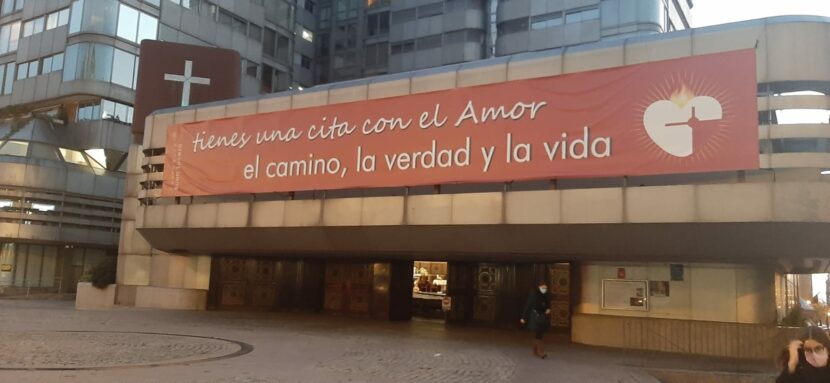 tienes una cita con el Amor
el camino, la verdad y la vida